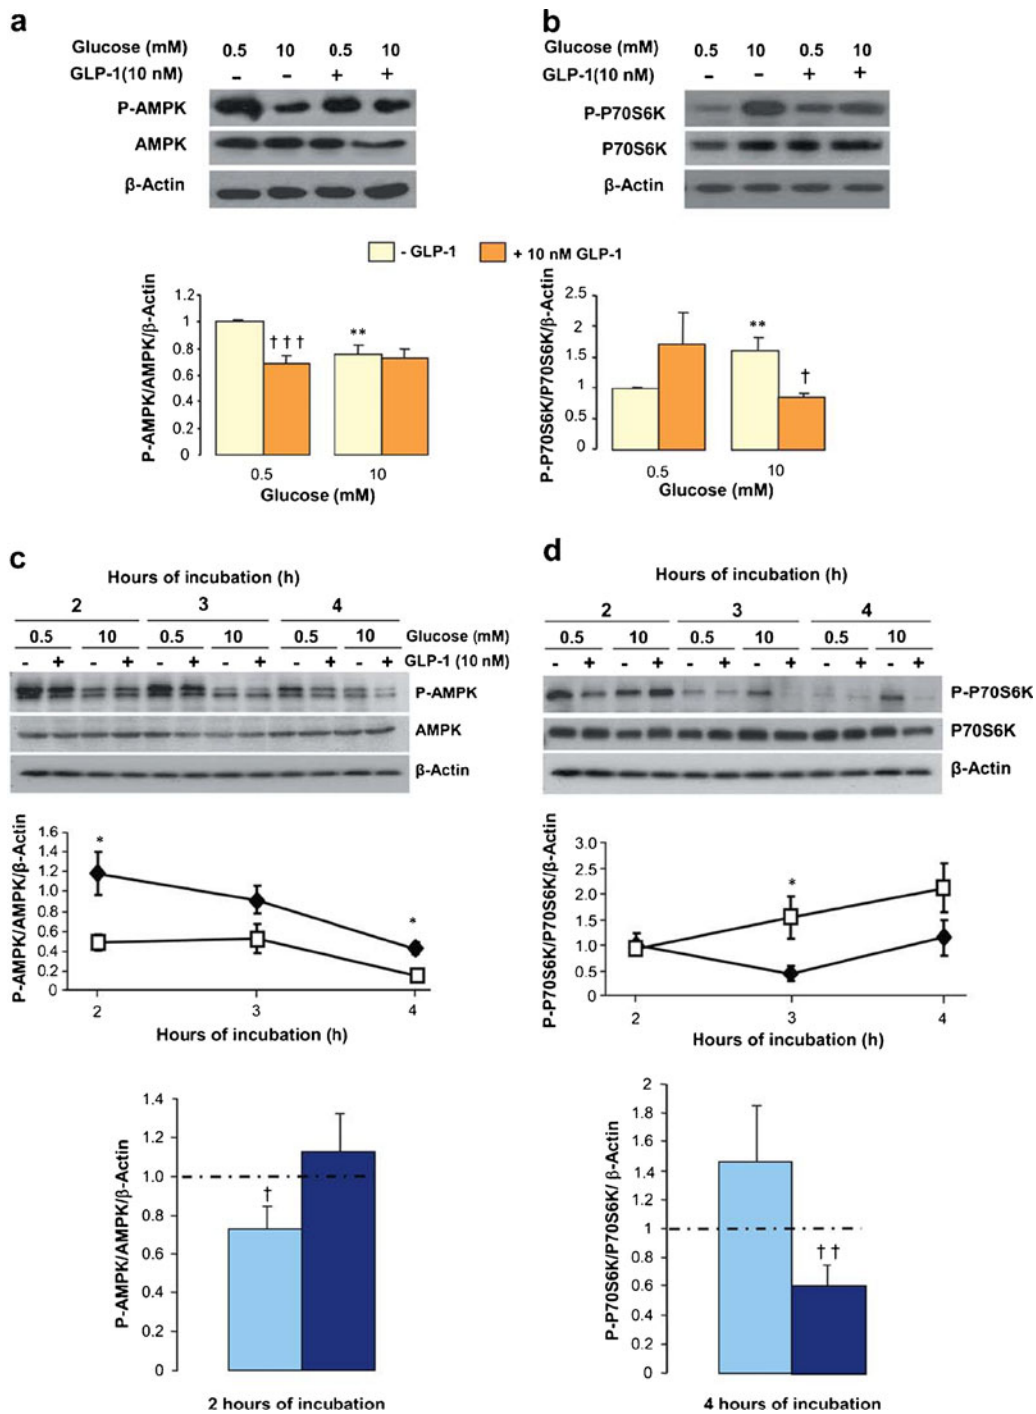 a
Glucose (mM) 0.5 10 0.5 10
GLP-1(10 nM) - - + +
P-AMPK
AMPK
β-Actin
b
Glucose (mM) 0.5 10 0.5 10
GLP-1(10 nM) - - + +
P-P70S6K
P70S6K
β-Actin
- GLP-1 + 10 nM GLP-1
P-AMPK/AMPK/β-Actin
1.2
1
0.8
0.6
0.4
0.2
0
†††
**
0.5 10
Glucose (mM)
P-P70S6K/P70S6K/β-Actin
2.5
2
1.5
1
0.5
0
**
†
0.5 10
Glucose (mM)
c
Hours of incubation (h)
2 3 4
0.5 10 0.5 10 0.5 10 Glucose (mM)
- + - + - + - + - + - + GLP-1 (10 nM)
P-AMPK
AMPK
β-Actin
P-AMPK/AMPK/β-Actin
1.6
1.4
1.2
1.0
0.8
0.6
0.4
0.2
0
*
*
2 3 4
Hours of incubation (h)
P-AMPK/AMPK/β-Actin
1.4
1.2
1.0
0.8
0.6
0.4
0.2
0
†
2 hours of incubation
d
Hours of incubation (h)
2 3 4
0.5 10 0.5 10 0.5 10
- + - + - + - + - + - +
P-P70S6K
P70S6K
β-Actin
P-P70S6K/P70S6K/β-Actin
3.0
2.5
2.0
1.5
1.0
0.5
0
*
2 3 4
Hours of incubation (h)
P-P70S6K/P70S6K/ β-Actin
2
1.8
1.6
1.4
1.2
1
0.8
0.6
0.4
0.2
0
††
4 hours of incubation